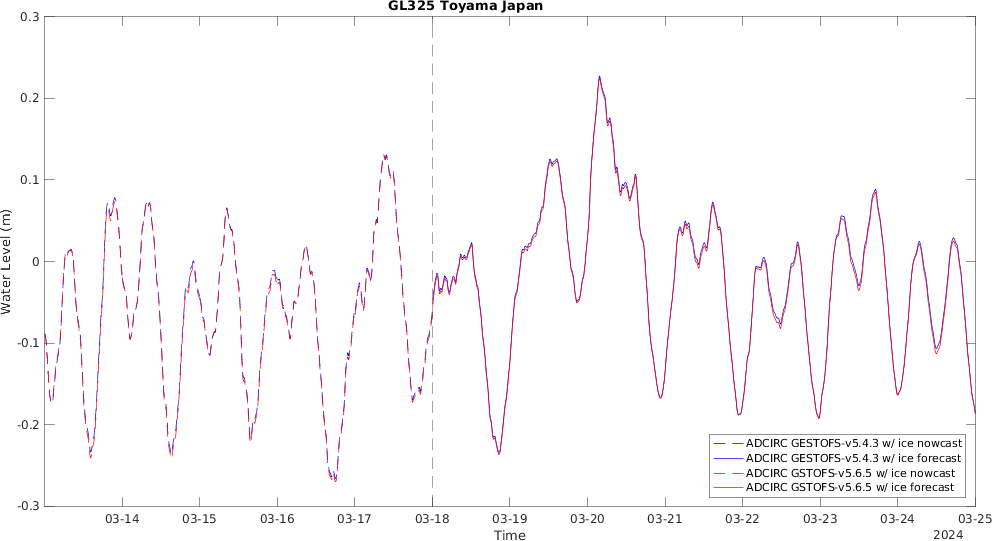 GL325 Toyama Japan
0.3
0.2
0.1
0
-0.1
-0.2
-0.3
Water Level (m)
ADCIRC GESTOFS-v5.4.3 w/ ice nowcast
ADCIRC GESTOFS-v5.4.3 w/ ice forecast
ADCIRC GSTOFS-v5.6.5 w/ ice nowcast
ADCIRC GSTOFS-v5.6.5 w/ ice forecast
03-14 03-15 03-16 03-17 03-18 03-19 03-20 03-21 03-22 03-23 03-24 03-25
Time
2024